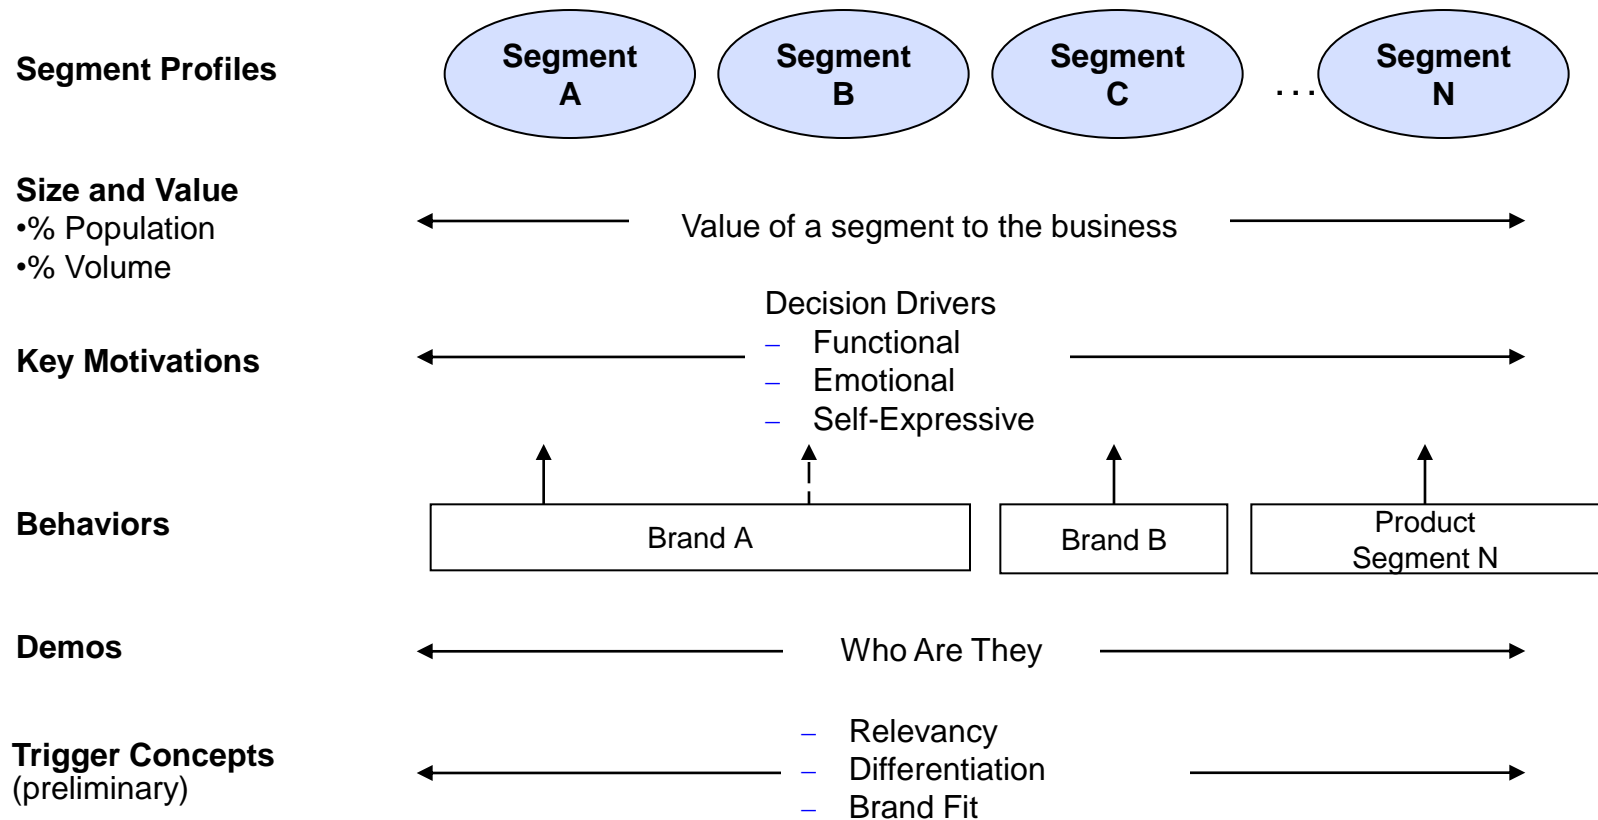 Segment Profiles
Segment
A
Segment
B
Segment
C
...
Segment
N
Size and Value
•% Population
•% Volume
Value of a segment to the business
Key Motivations
Decision Drivers
– Functional
– Emotional
– Self-Expressive
Behaviors
Brand A
Brand B
Product
Segment N
Demos
Who Are They
Trigger Concepts
(preliminary)
– Relevancy
– Differentiation
– Brand Fit